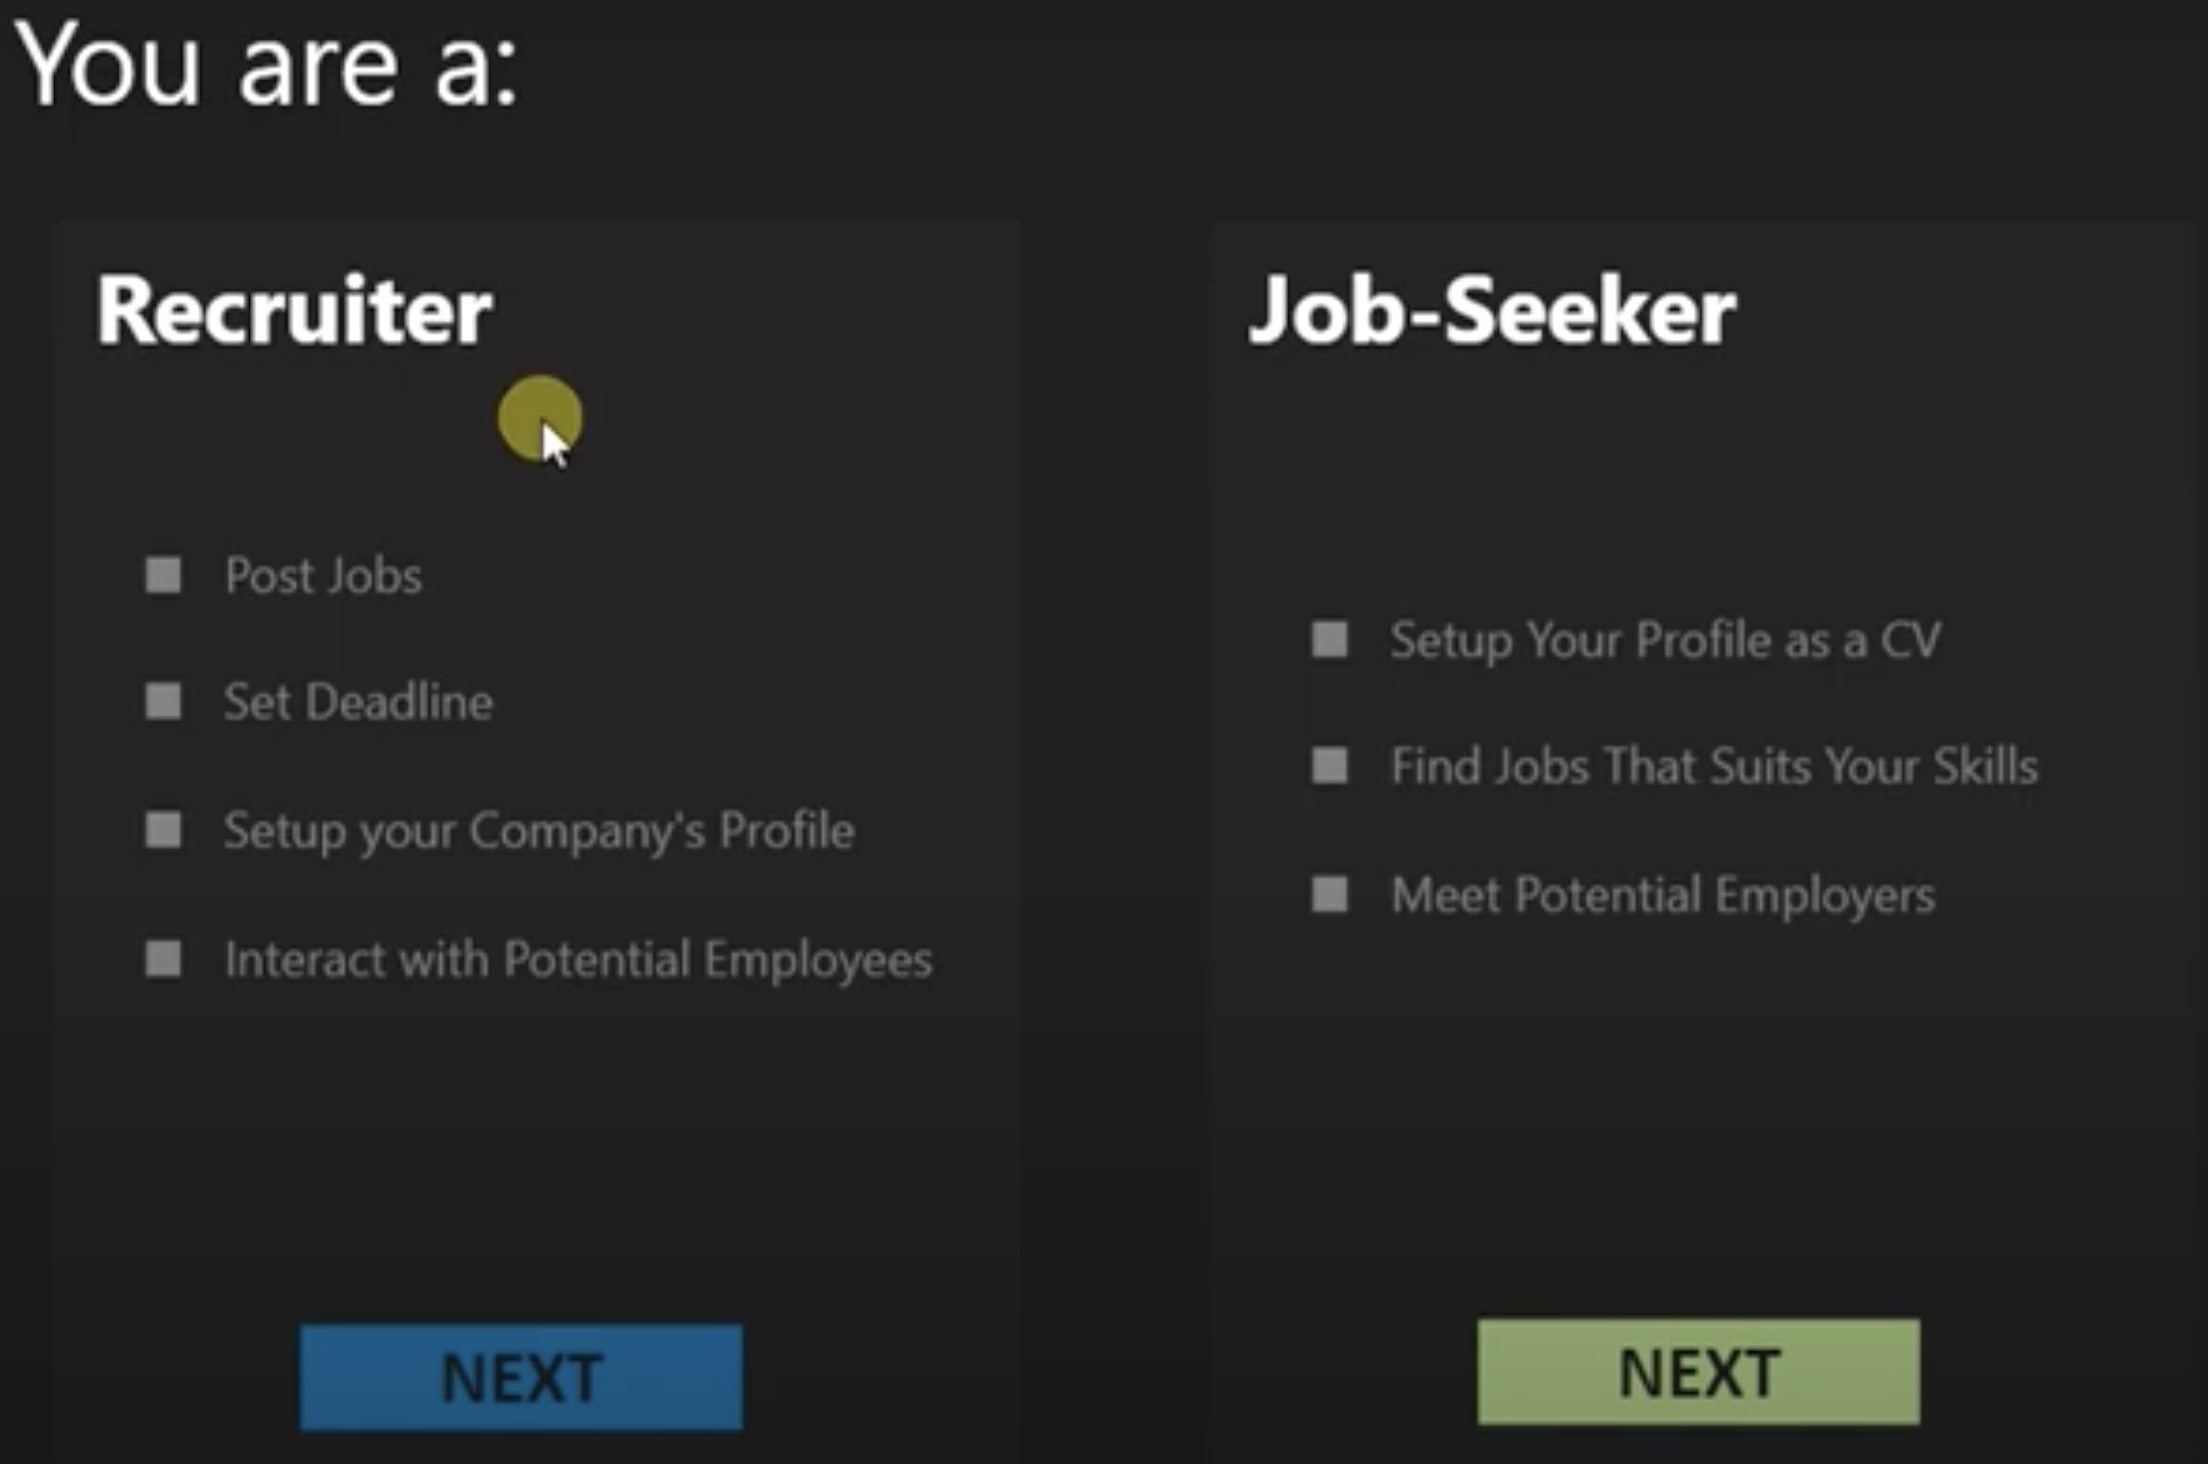 You are a:
Recruiter
Post Jobs
Set Deadline
Setup your Company's Profile
Interact with Potential Employees
NEXT
Job-Seeker
Setup Your Profile as a CV
Find Jobs That Suits Your Skills
Meet Potential Employers
NEXT